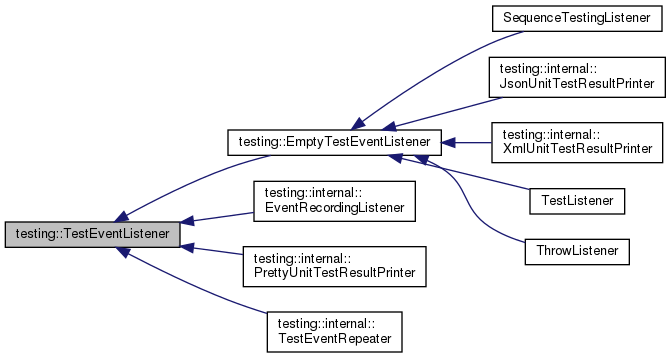 SequenceTestingListener
testing::internal::
JsonUnitTestResultPrinter
testing::EmptyTestEventListener
testing::internal::
XmlUnitTestResultPrinter
testing::internal::
EventRecordingListener
TestListener
testing::TestEventListener
ThrowListener
testing::internal::
PrettyUnitTestResultPrinter
testing::internal::
TestEventRepeater